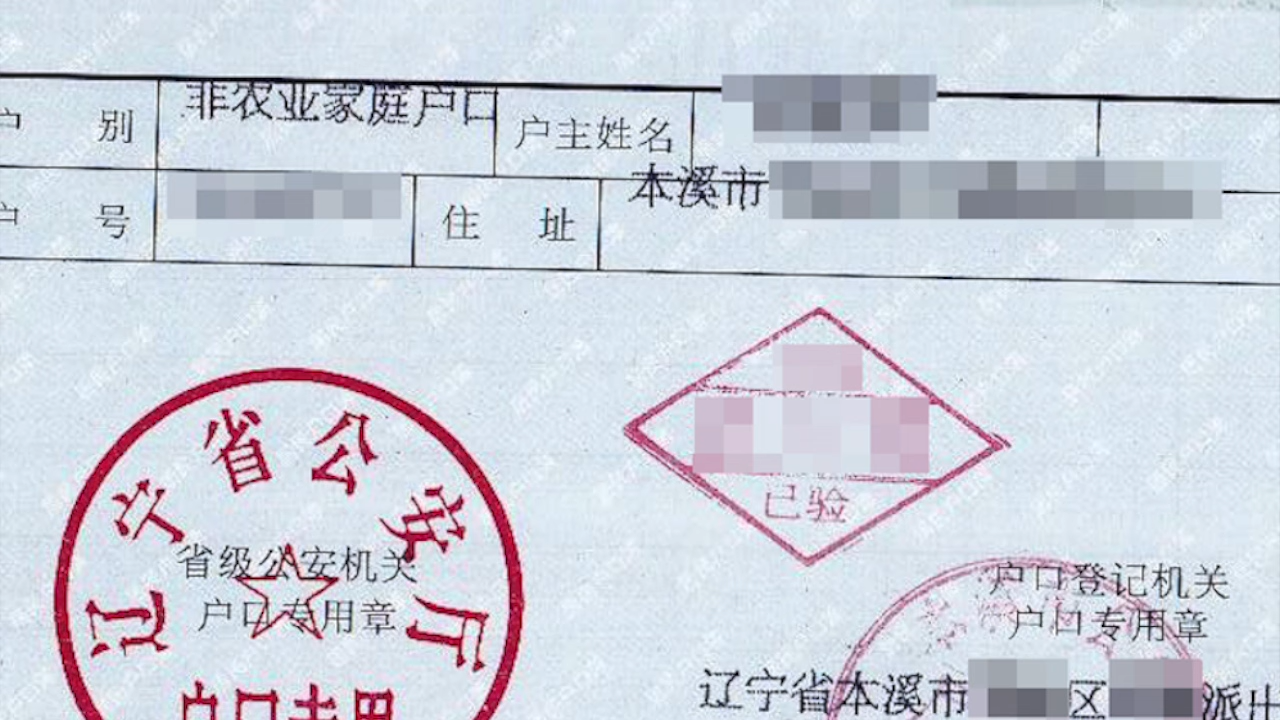 户 别 非农业家庭户口 户主姓名
户 号 住 址 本溪市
已验
辽宁省公安厅
省级公安机关
户口专用章
户口登记机关
户口专用章
辽宁省本溪市 区 派出